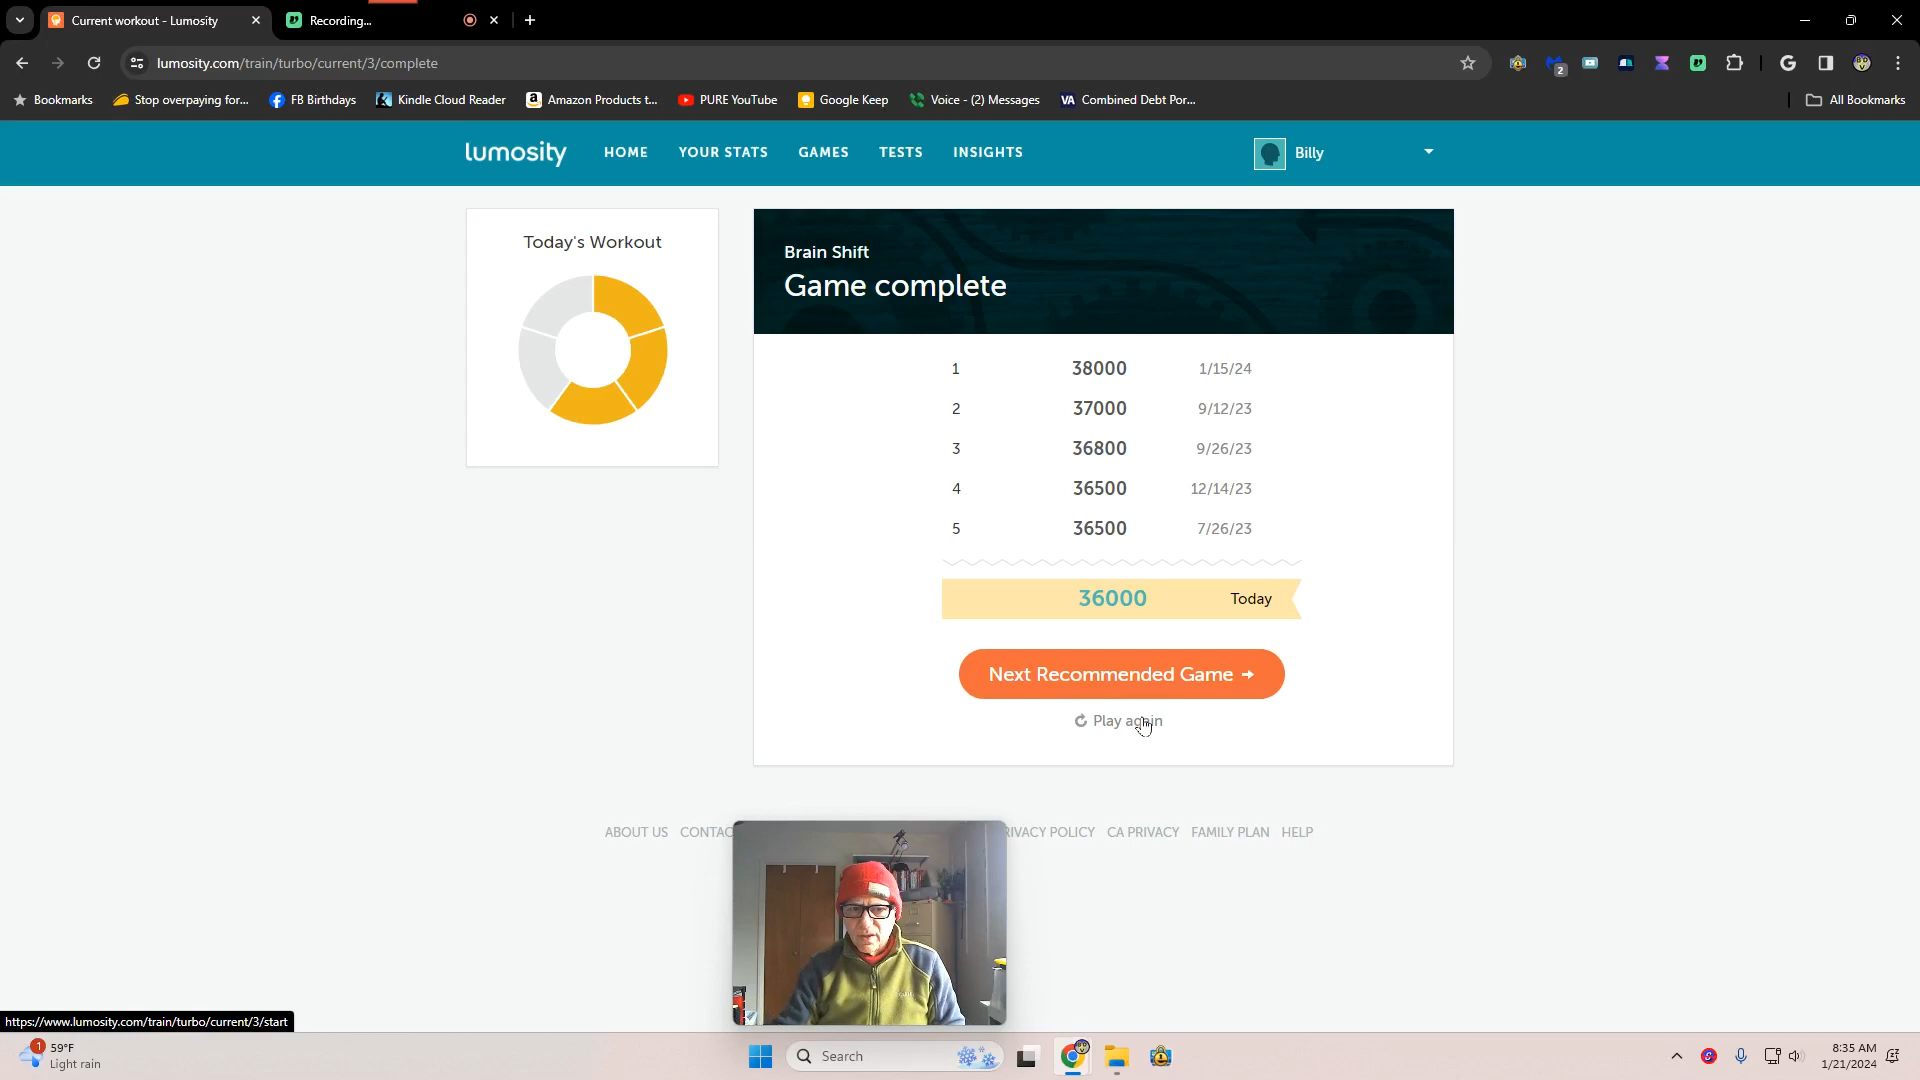 Current workout - Lumosity
Recording...
lumosity.com/train/turbo/current/3/complete
2
Bookmarks
Stop overpaying for...
FB Birthdays
Kindle Cloud Reader
Amazon Products t...
PURE YouTube
Google Keep
Voice - (2) Messages
VA Combined Debt Por...
All Bookmarks
lumosity
HOME
YOUR STATS
GAMES
TESTS
INSIGHTS
Billy
Today's Workout
Brain Shift
Game complete
1 38000 1/15/24
2 37000 9/12/23
3 36800 9/26/23
4 36500 12/14/23
5 36500 7/26/23
36000 Today
Next Recommended Game
Play again
ABOUT US
PRIVACY POLICY CA PRIVACY FAMILY PLAN HELP
https://www.lumosity.com/train/turbo/current/3/start
1
59°F
Light rain
Search
8:35 AM
1/21/2024